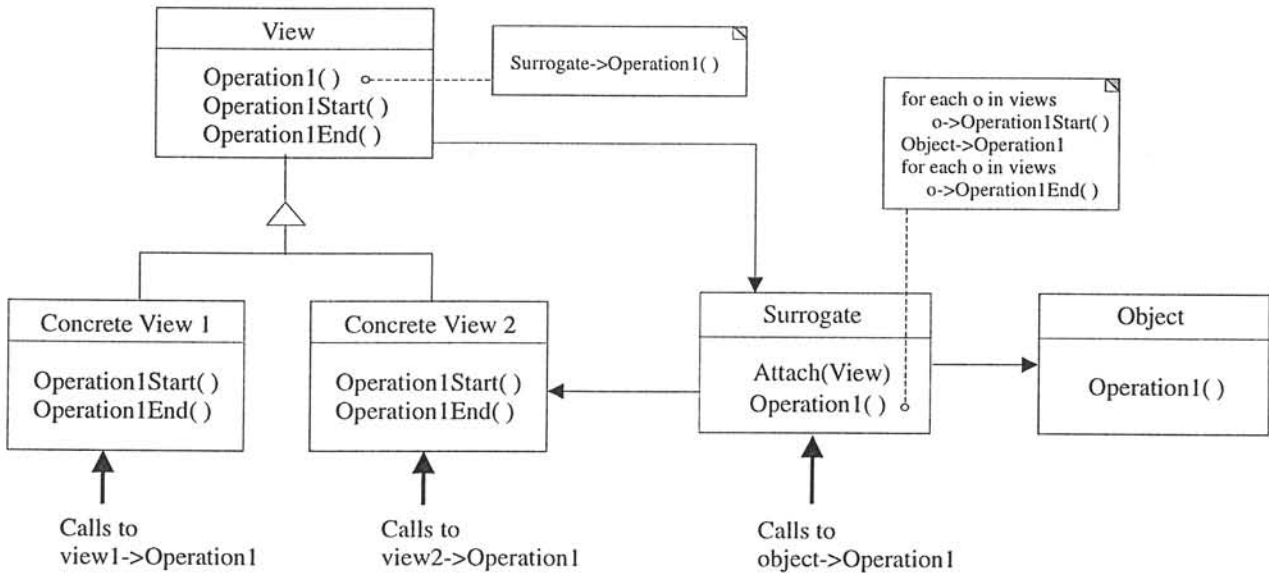 View
Operation1( )
Operation1Start( )
Operation1End( )
Surrogate->Operation1( )
for each o in views
o->Operation1Start( )
Object->Operation1
for each o in views
o->Operation1End( )
Concrete View 1
Operation1Start( )
Operation1End( )
Concrete View 2
Operation1Start( )
Operation1End( )
Surrogate
Attach(View)
Operation1( )
Object
Operation1( )
Calls to
view1->Operation1
Calls to
view2->Operation1
Calls to
object->Operation1